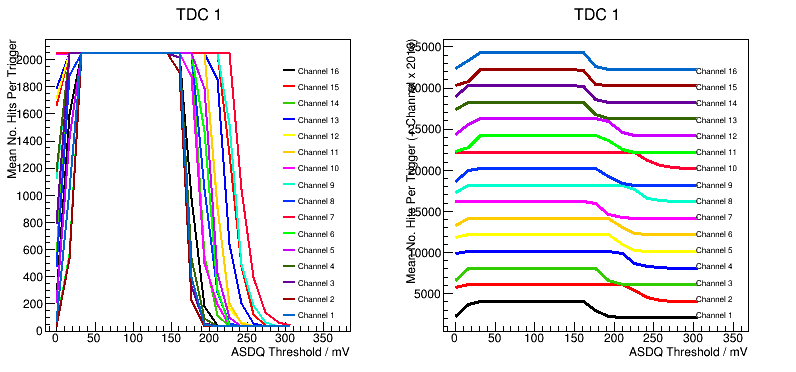 TDC 1
Mean No. Hits Per Trigger
2000
1800
1600
1400
1200
1000
800
600
400
200
0
0 50 100 150 200 250 300 350
ASDQ Threshold / mV
Channel 16
Channel 15
Channel 14
Channel 13
Channel 12
Channel 11
Channel 10
Channel 9
Channel 8
Channel 7
Channel 6
Channel 5
Channel 4
Channel 3
Channel 2
Channel 1
TDC 1
Mean No. Hits Per Trigger (+ Channel x 2016)
35000
30000
25000
20000
15000
10000
5000
0 50 100 150 200 250 300 350
ASDQ Threshold / mV
Channel 16
Channel 15
Channel 14
Channel 13
Channel 12
Channel 11
Channel 10
Channel 9
Channel 8
Channel 7
Channel 6
Channel 5
Channel 4
Channel 3
Channel 2
Channel 1